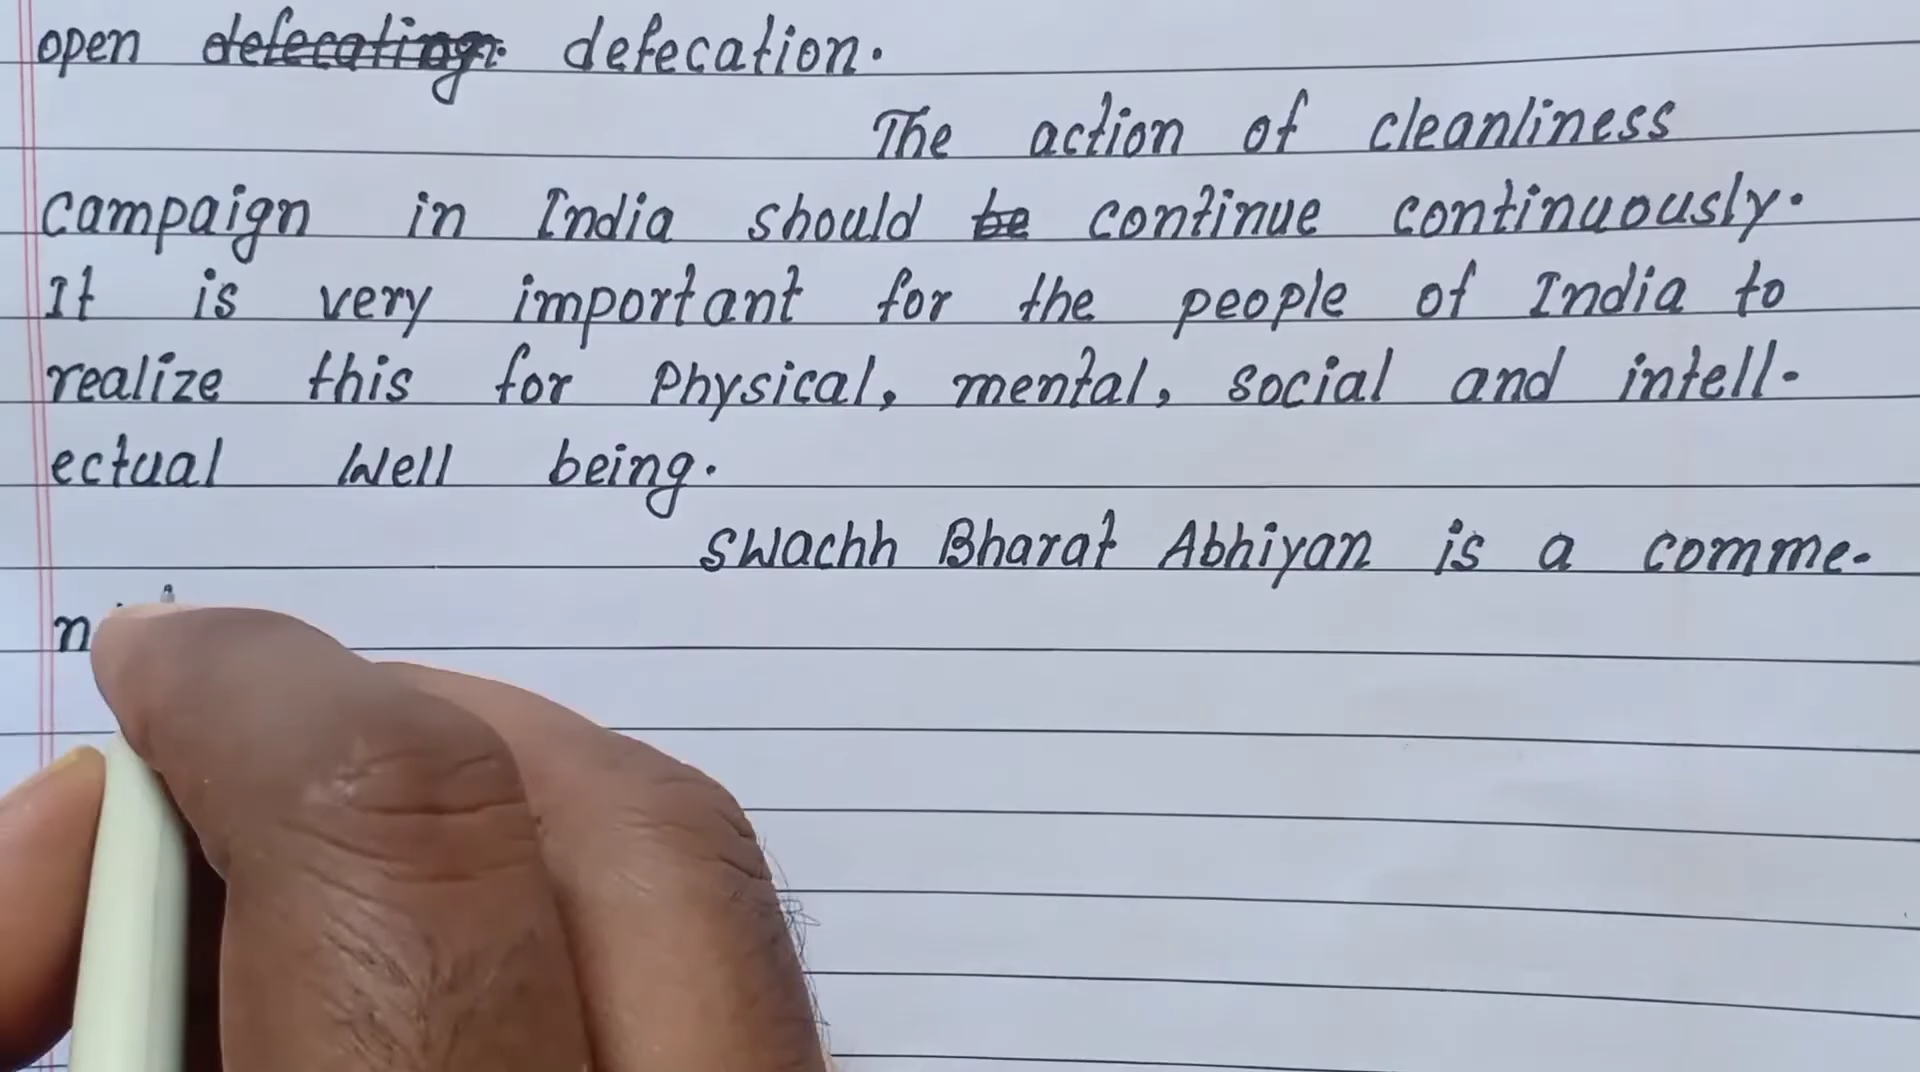 open defecating. defecation.
The action of cleanliness
campaign in India should be continue continuously.
It is very important for the people of India to
realize this for Physical, mental, social and intell-
ectual Well being.
Swachh Bharat Abhiyan is a comme-
n